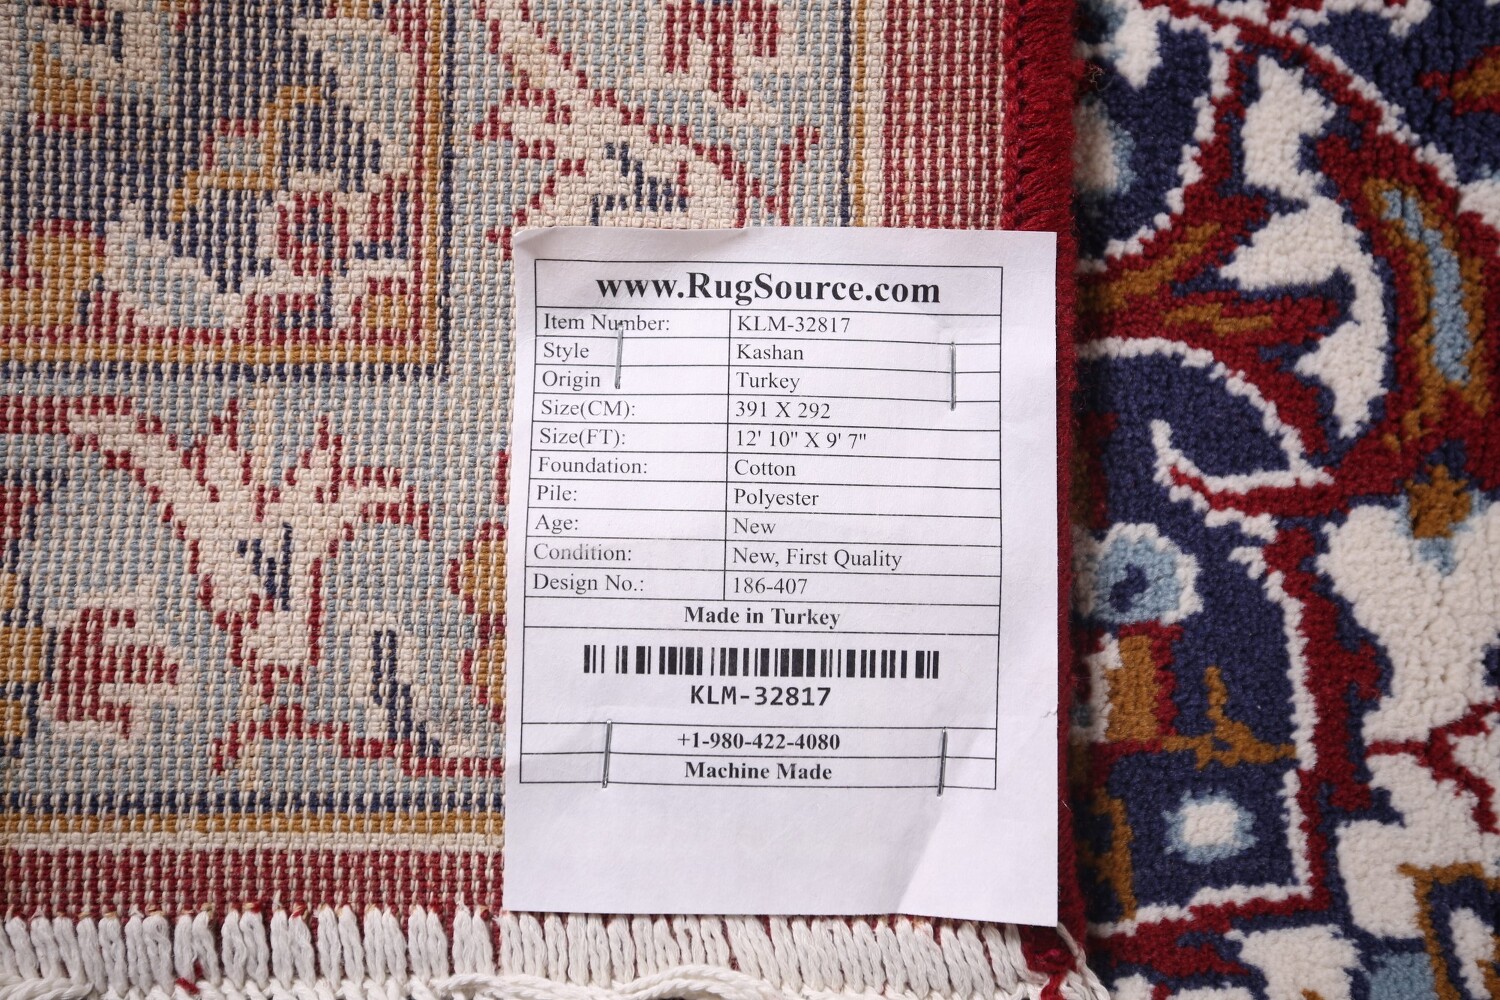 www.RugSource.com
Item Number: KLM-32817
Style Kashan
Origin Turkey
Size(CM): 391 X 292
Size(FT): 12' 10" X 9' 7"
Foundation: Cotton
Pile: Polyester
Age: New
Condition: New, First Quality
Design No.: 186-407
Made in Turkey
KLM-32817
+1-980-422-4080
Machine Made